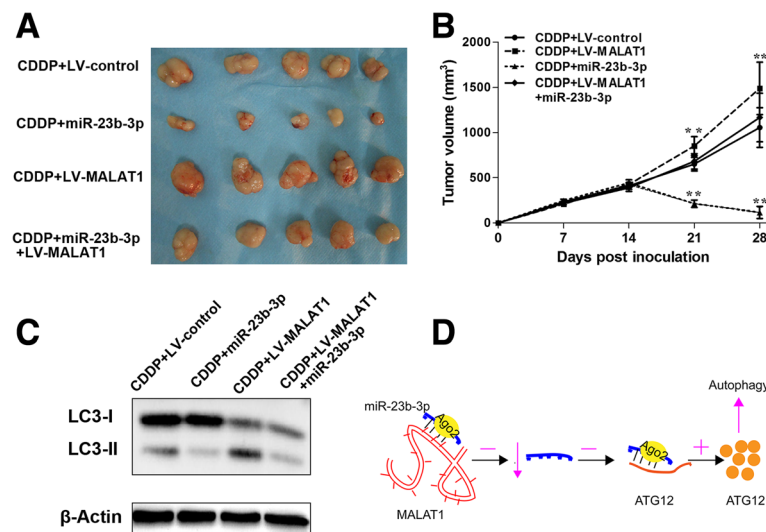 A
CDDP+LV-control
CDDP+miR-23b-3p
CDDP+LV-MALAT1
CDDP+miR-23b-3p
+LV-MALAT1
B
CDDP+LV-control
CDDP+LV-MALAT1
CDDP+miR-23b-3p
CDDP+LV-MALAT1
+miR-23b-3p
Tumor volume (mm³)
2000
1500
1000
500
0
**
**
**
**
0 7 14 21 28
Days post inoculation
C
CDDP+LV-control
CDDP+miR-23b-3p
CDDP+LV-MALAT1
CDDP+LV-MALAT1
+miR-23b-3p
LC3-I
LC3-II
β-Actin
D
miR-23b-3p
Ago2
MALAT1
Ago2
ATG12
Autophagy
ATG12